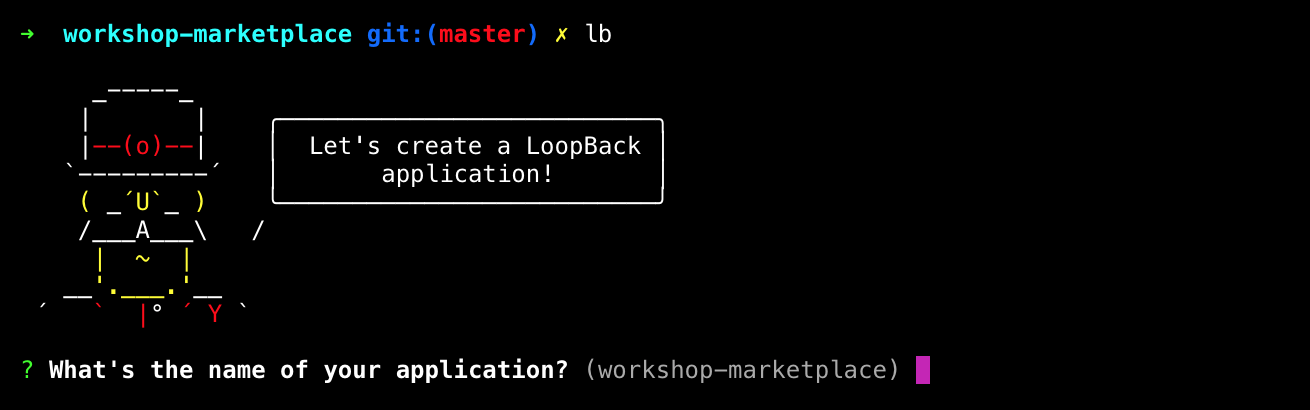 → workshop-marketplace git:(master) ✗ lb
_-----_
| |
|--(o)--|
`---------´
( _´U`_ )
/___A___\ /
| ~ |
__'.___.'__
´ ` |° ´ Y `
Let's create a LoopBack
application!
? What's the name of your application? (workshop-marketplace)